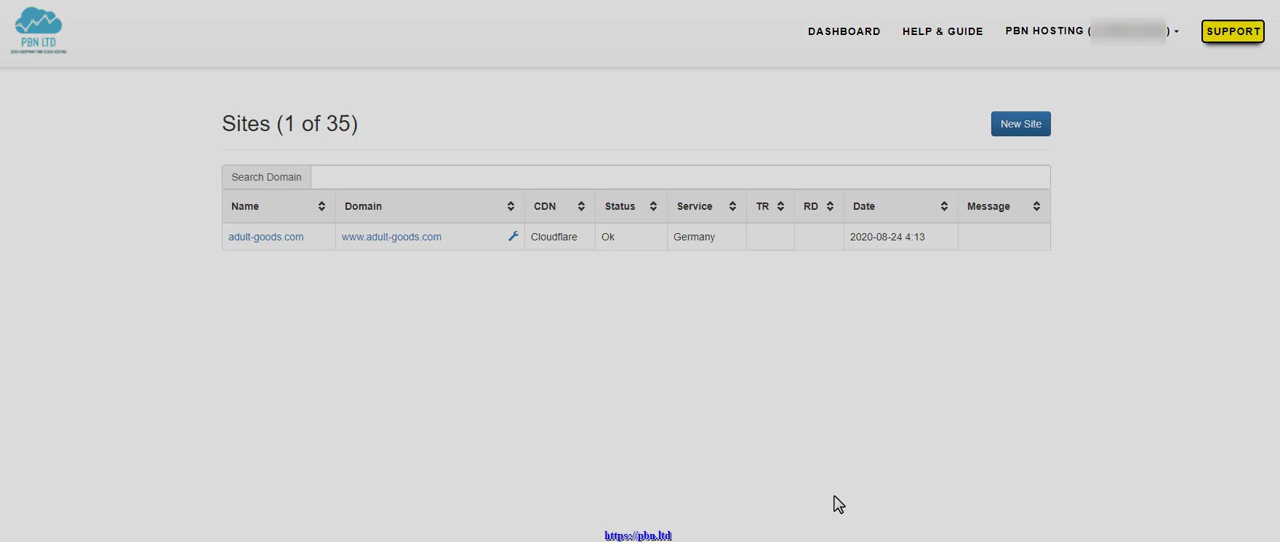 PBN LTD
DASHBOARD
HELP & GUIDE
PBN HOSTING ( )
SUPPORT
Sites (1 of 35)
New Site
Search Domain
Name Domain CDN Status Service TR RD Date Message
adult-goods.com www.adult-goods.com Cloudflare Ok Germany 2020-08-24 4:13
https://pbn.ltd